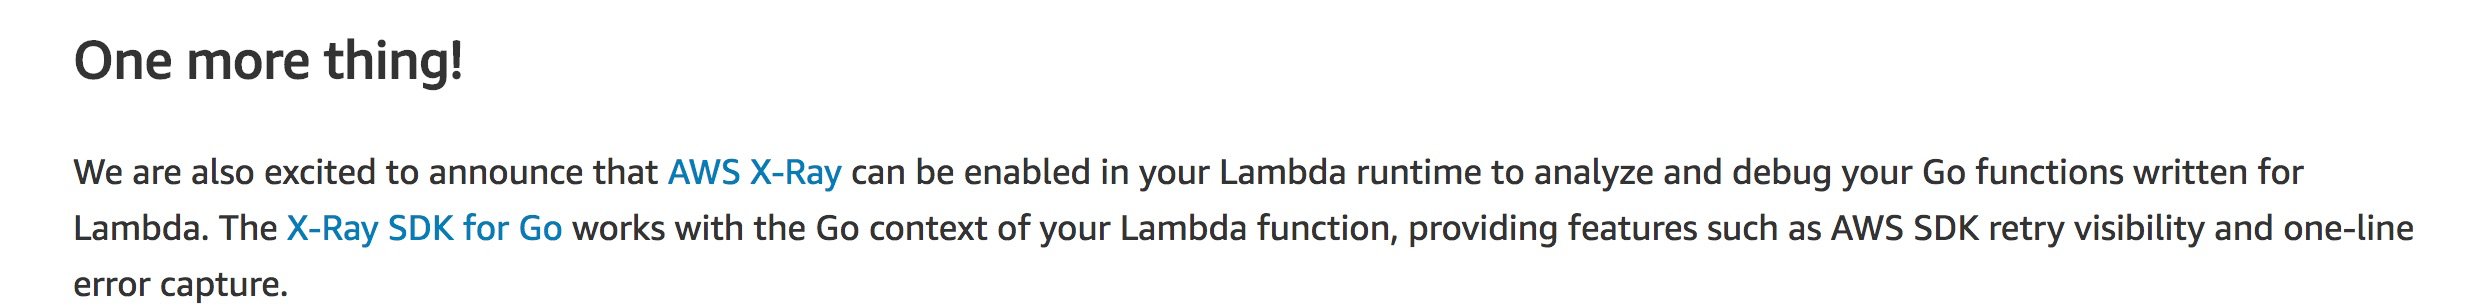 One more thing!
We are also excited to announce that AWS X-Ray can be enabled in your Lambda runtime to analyze and debug your Go functions written for
Lambda. The X-Ray SDK for Go works with the Go context of your Lambda function, providing features such as AWS SDK retry visibility and one-line
error capture.